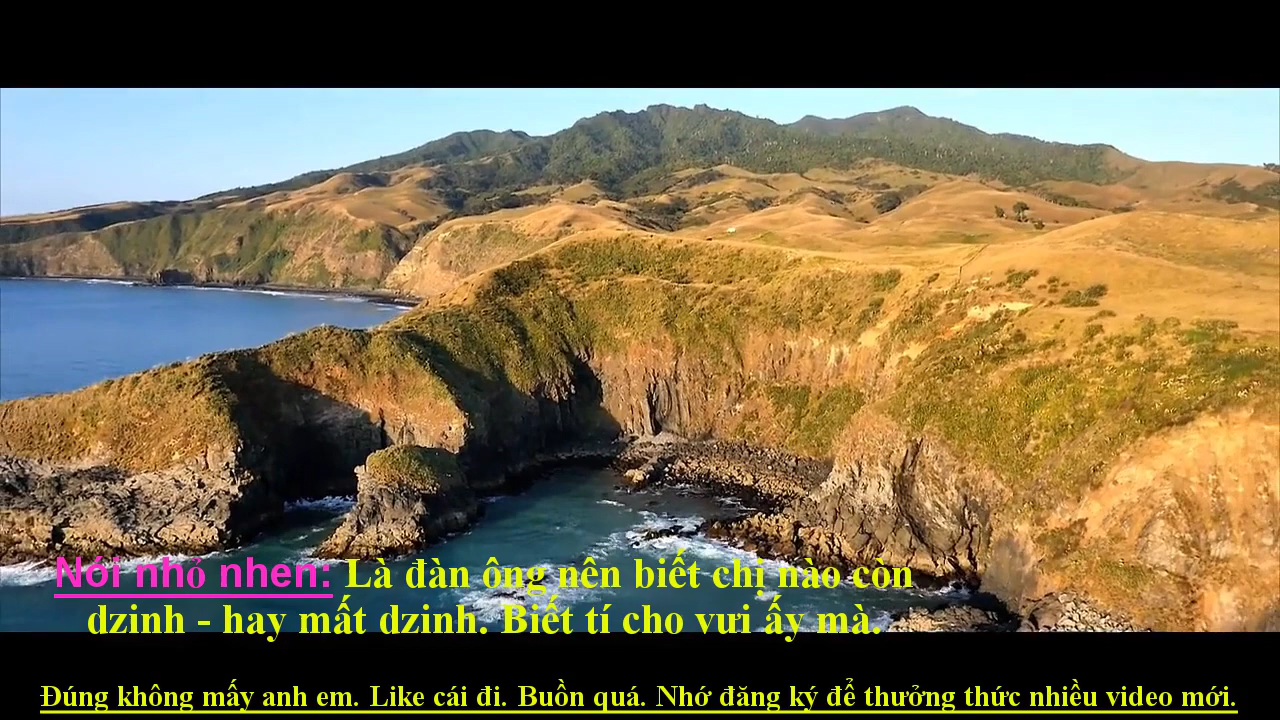 Nói nhỏ nhen: Là đàn ông nên biết chị nào còn
dzinh - hay mất dzinh. Biết tí cho vưi ấy mà.
Đúng không mấy anh em. Like cái đi. Buồn quá. Nhớ đăng ký để thưởng thức nhiều video mới.